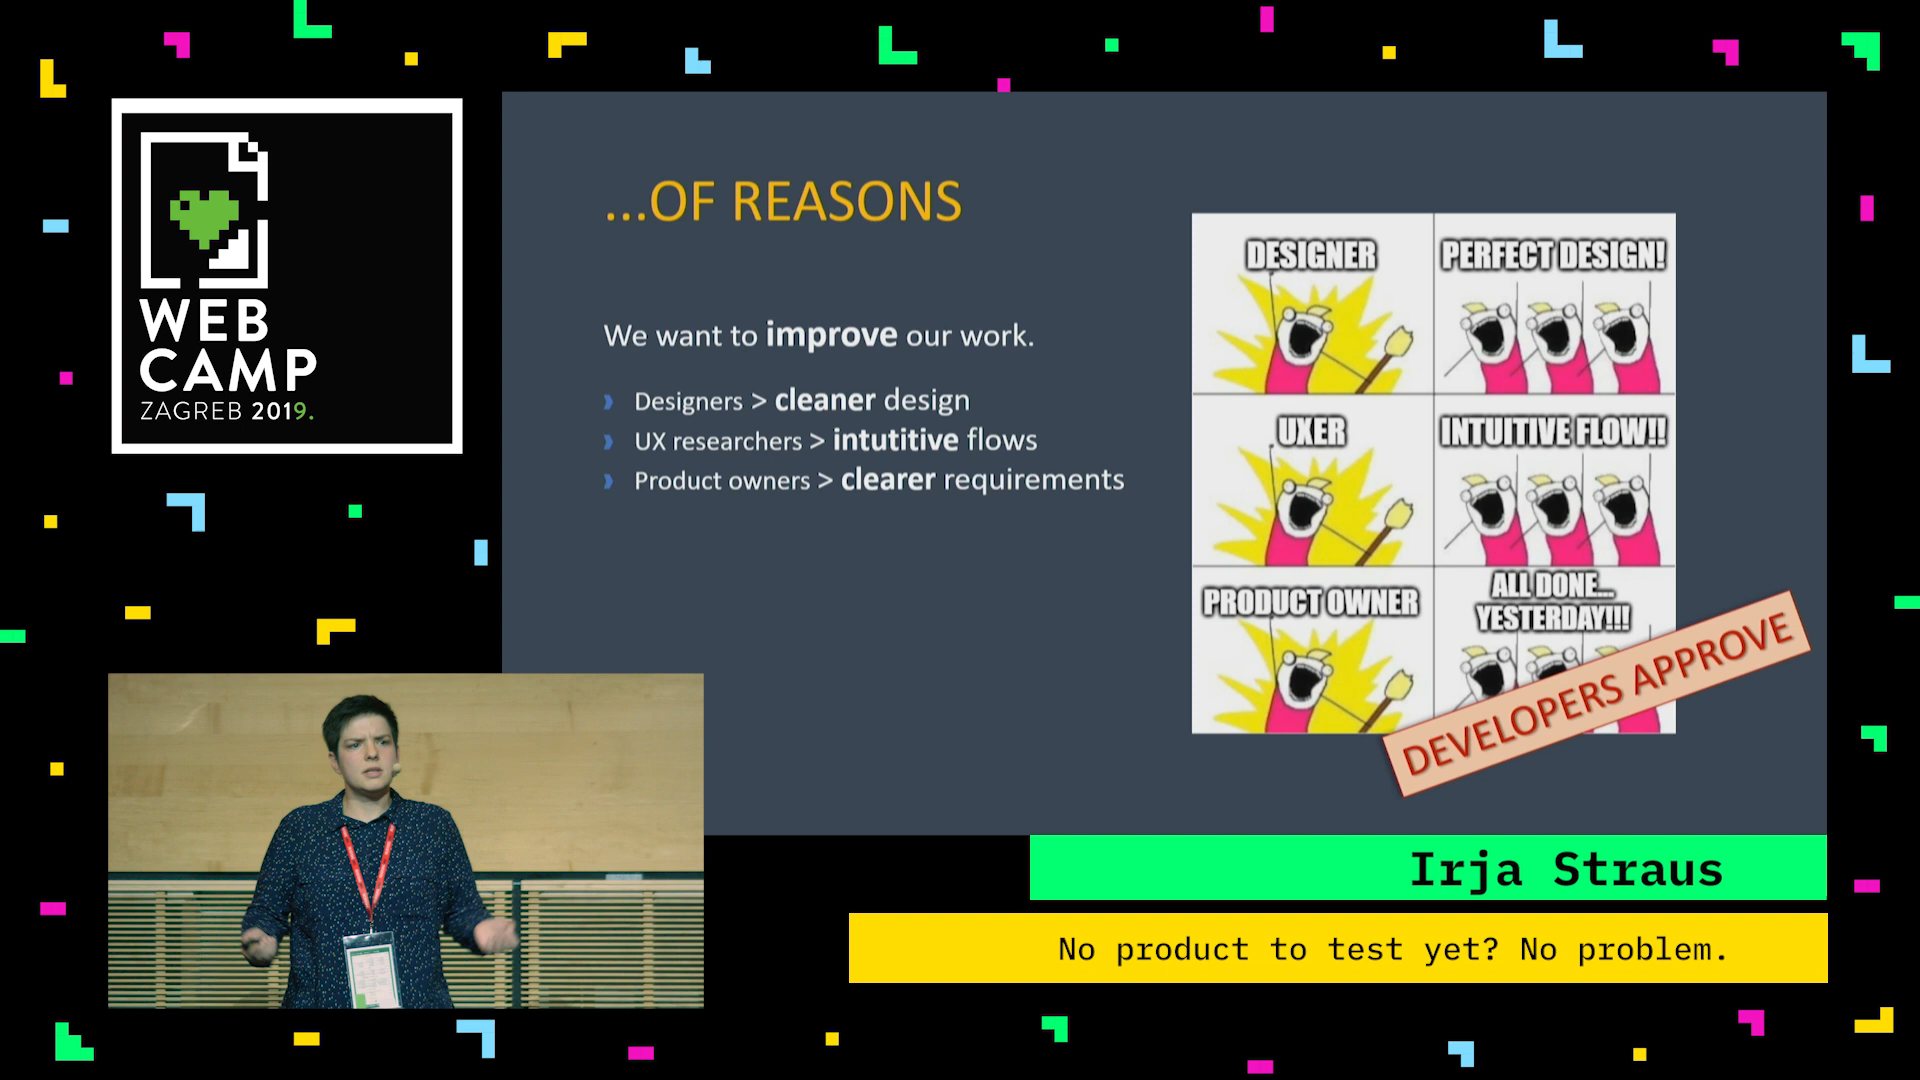 WEB
CAMP
ZAGREB 2019.
...OF REASONS
We want to improve our work.
Designers > cleaner design
UX researchers > intutitive flows
Product owners > clearer requirements
DESIGNER
PERFECT DESIGN!
UXER
INTUITIVE FLOW!!
PRODUCT OWNER
ALL DONE...
YESTERDAY!!!
DEVELOPERS APPROVE
Irja Straus
No product to test yet? No problem.